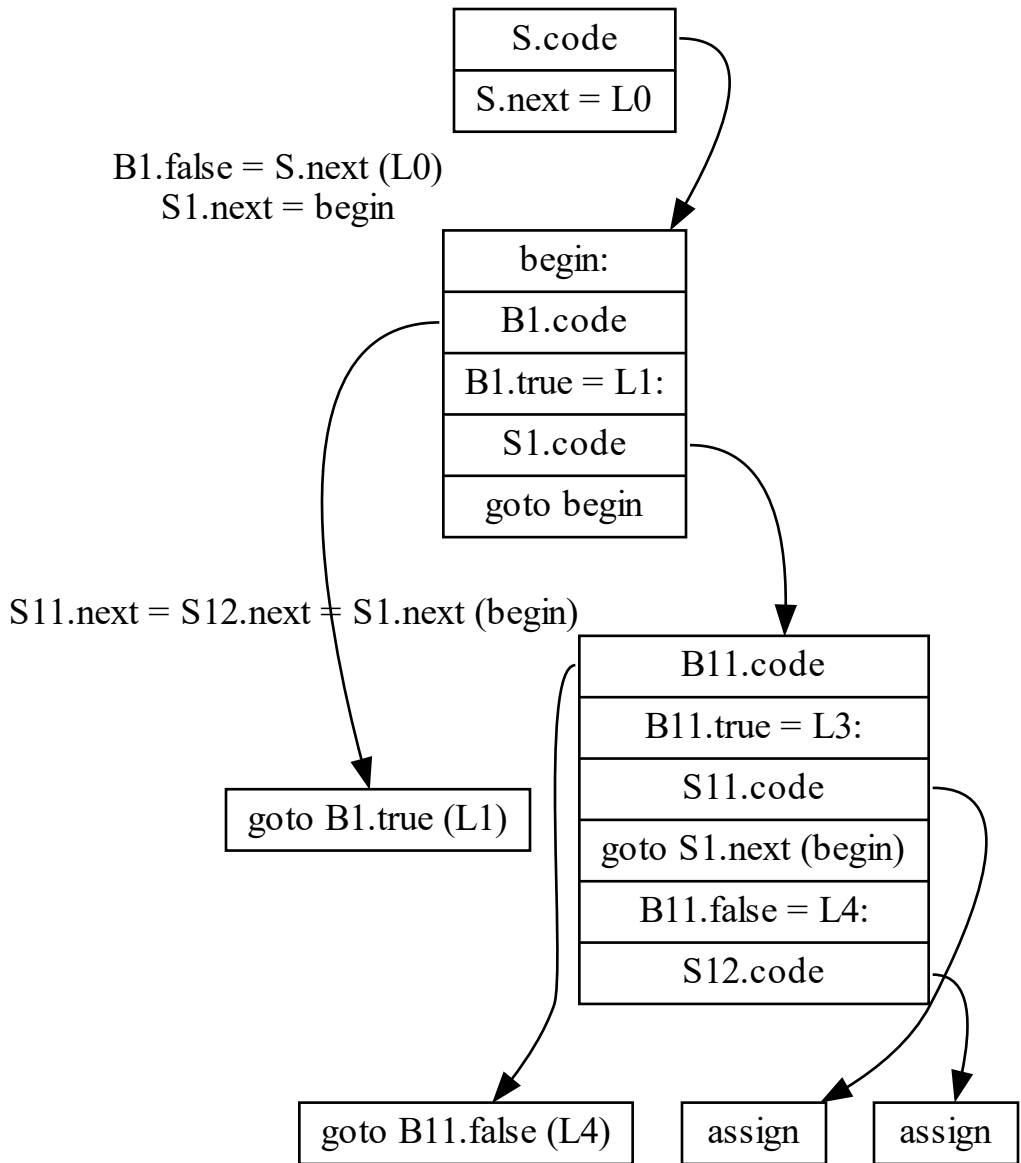 S.code
S.next = L0
B1.false = S.next (L0)
S1.next = begin
begin:
B1.code
B1.true = L1:
S1.code
goto begin
S11.next = S12.next = S1.next (begin)
B11.code
B11.true = L3:
S11.code
goto S1.next (begin)
B11.false = L4:
S12.code
goto B1.true (L1)
goto B11.false (L4)
assign
assign